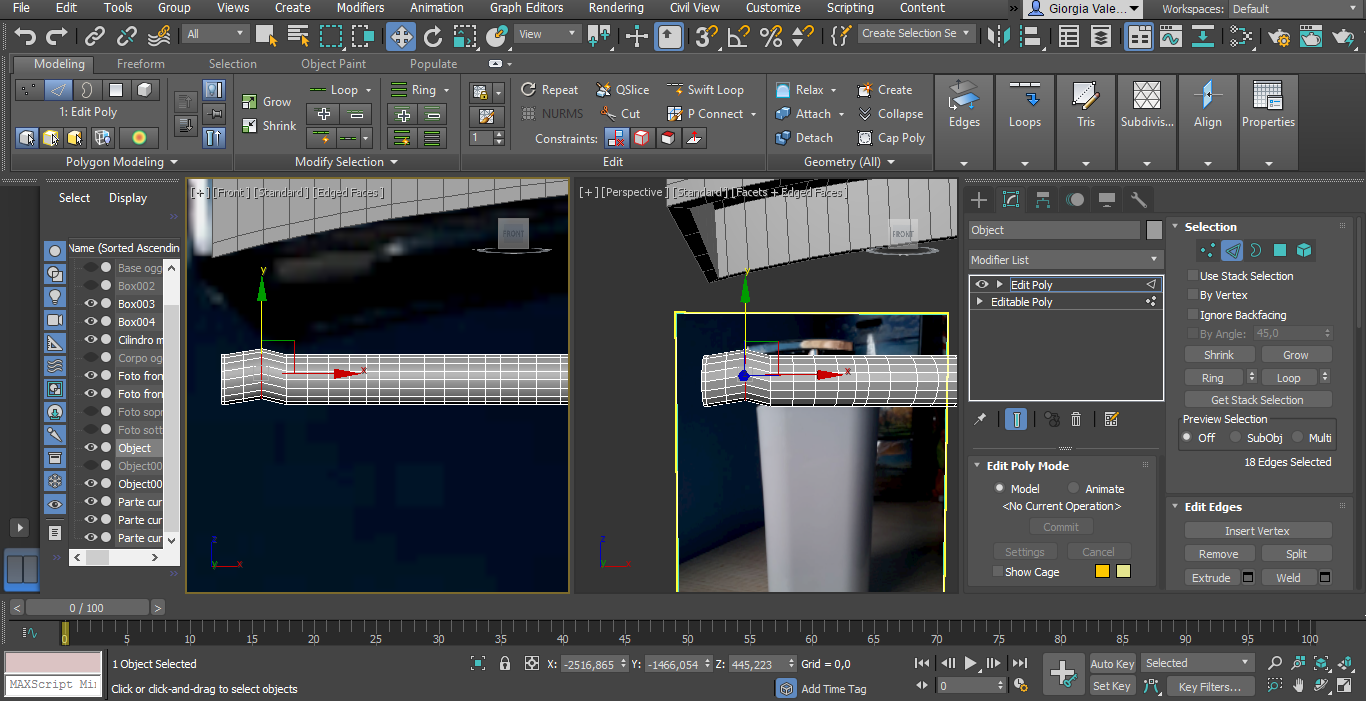 File Edit Tools Group Views Create Modifiers Animation Graph Editors Rendering Civil View Customize Scripting Content » Giorgia Vale... Workspaces: Default
All View Create Selection Se
Modeling Freeform Selection Object Paint Populate
1: Edit Poly
Grow
Shrink
Loop
Ring
1
Repeat QSlice Swift Loop
NURMS Cut P Connect
Constraints:
Relax Create
Attach Collapse
Detach Cap Poly
Edges Loops Tris Subdivis... Align Properties
Polygon Modeling Modify Selection Edit Geometry (All)
Select Display
»
Name (Sorted Ascendin
Base ogg
Box002
Box003
Box004
Cilindro m
Corpo og
Foto fron
Foto fron
Foto sopr
Foto sott
Object
Object00
Object00
Parte cur
Parte cur
Parte cur
[+] [Front] [Standard] [Edged Faces]
FRONT
y
x
z
y x
[+] [Perspective] [Standard] [Facets + Edged Faces]
FRONT
y
x
z
Object
Modifier List
Edit Poly
Editable Poly
Edit Poly Mode
Model Animate
<No Current Operation>
Commit
Settings Cancel
Show Cage
Selection
Use Stack Selection
By Vertex
Ignore Backfacing
By Angle: 45,0
Shrink Grow
Ring Loop
Get Stack Selection
Preview Selection
Off SubObj Multi
18 Edges Selected
Edit Edges
Insert Vertex
Remove Split
Extrude Weld
< 0 / 100 >
0 5 10 15 20 25 30 35 40 45 50 55 60 65 70 75 80 85 90 95 100
1 Object Selected
X: -2516,865 Y: -1466,054 Z: 445,223 Grid = 0,0
MAXScript Mi
Click or click-and-drag to select objects
Add Time Tag
0
Auto Key Selected
Set Key Key Filters...